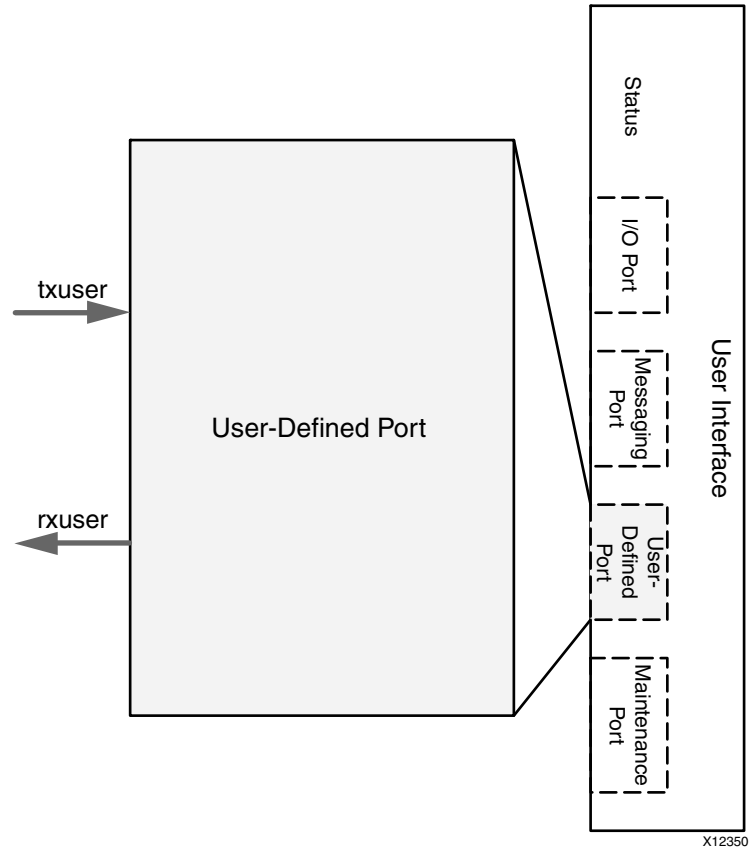 txuser
rxuser
User-Defined Port
Status
I/O Port
Messaging
Port
User-
Defined
Port
Maintenance
Port
User Interface
X12350